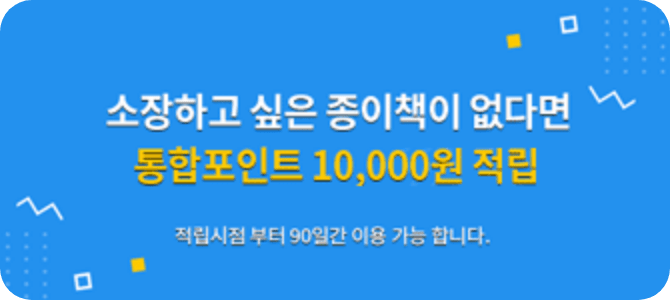 소장하고 싶은 종이책이 없다면
통합포인트 10,000원 적립
적립시점 부터 90일간 이용 가능 합니다.